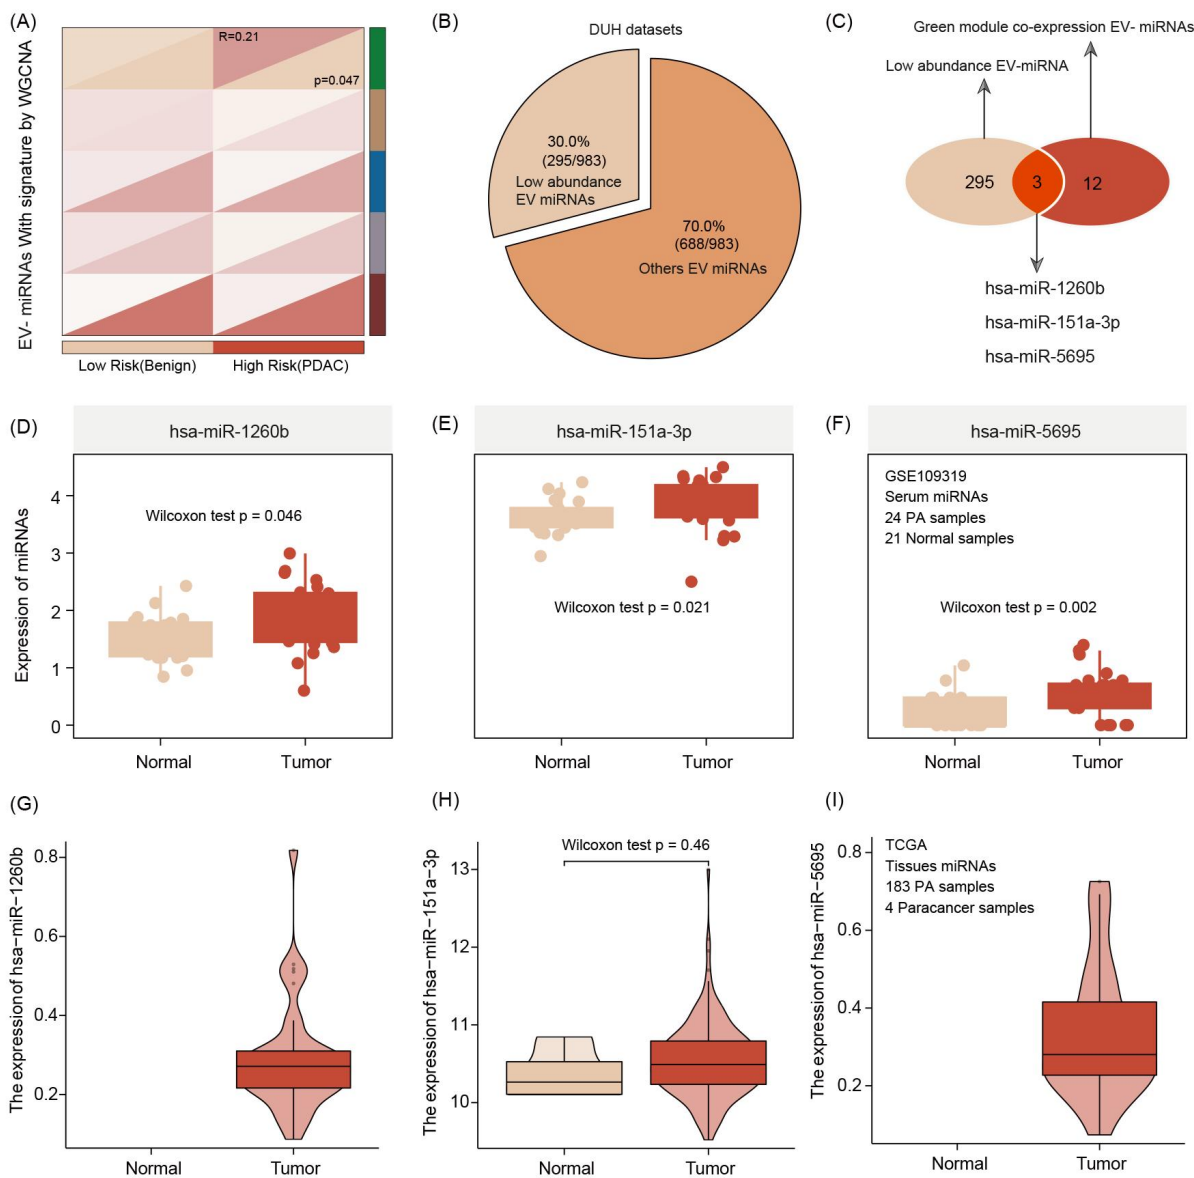 (A)
EV- miRNAs With signature by WGCNA
R=0.21
p=0.047
Low Risk(Benign)
High Risk(PDAC)
(B)
DUH datasets
30.0%
(295/983)
Low abundance
EV miRNAs
70.0%
(688/983)
Others EV miRNAs
(C)
Green module co-expression EV- miRNAs
Low abundance EV-miRNA
295
3
12
hsa-miR-1260b
hsa-miR-151a-3p
hsa-miR-5695
(D)
hsa-miR-1260b
Expression of miRNAs
4
3
2
1
0
Wilcoxon test p = 0.046
Normal
Tumor
(E)
hsa-miR-151a-3p
Wilcoxon test p = 0.021
Normal
Tumor
(F)
hsa-miR-5695
GSE109319
Serum miRNAs
24 PA samples
21 Normal samples
Wilcoxon test p = 0.002
Normal
Tumor
(G)
The expression of hsa−miR−1260b
0.8
0.6
0.4
0.2
Normal
Tumor
(H)
The expression of hsa−miR−151a−3p
Wilcoxon test p = 0.46
13
12
11
10
Normal
Tumor
(I)
The expression of hsa−miR−5695
TCGA
Tissues miRNAs
183 PA samples
4 Paracancer samples
0.8
0.6
0.4
0.2
Normal
Tumor